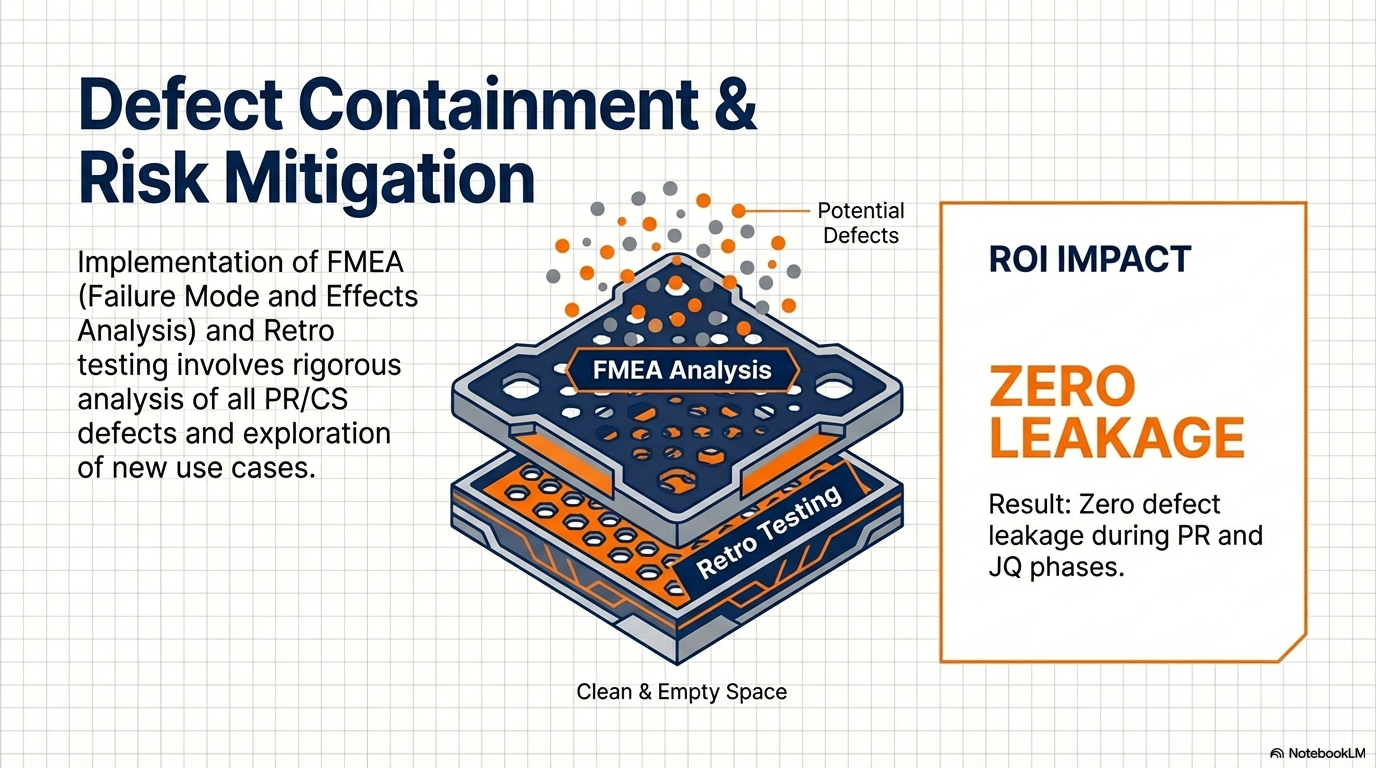 Defect Containment &
Risk Mitigation
Implementation of FMEA
(Failure Mode and Effects
Analysis) and Retro
testing involves rigorous
analysis of all PR/CS
defects and exploration
of new use cases.
Potential
Defects
FMEA Analysis
Retro Testing
Clean & Empty Space
ROI IMPACT
ZERO
LEAKAGE
Result: Zero defect
leakage during PR and
JQ phases.
NotebookLM